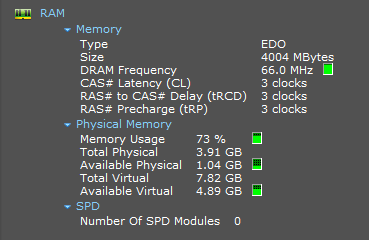 RAM
Memory
Type EDO
Size 4004 MBytes
DRAM Frequency 66.0 MHz
CAS# Latency (CL) 3 clocks
RAS# to CAS# Delay (tRCD) 3 clocks
RAS# Precharge (tRP) 3 clocks
Physical Memory
Memory Usage 73 %
Total Physical 3.91 GB
Available Physical 1.04 GB
Total Virtual 7.82 GB
Available Virtual 4.89 GB
SPD
Number Of SPD Modules 0